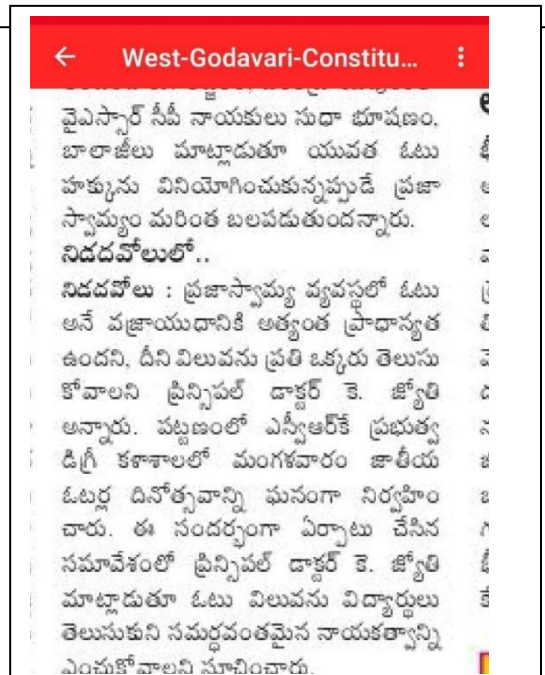 West-Godavari-Constitu...
వైఎస్సార్ సీపీ నాయకులు సుధా భూషణం,
బాలాజీలు మాట్లాడుతూ యువత ఓటు
హక్కును వినియోగించుకున్నప్పుడే ప్రజా
స్వామ్యం మరింత బలపడుతుందన్నారు.
నిడదవోలులో..
నిడదవోలు : ప్రజాస్వామ్య వ్యవస్థలో ఓటు
అనే వజ్రాయుధానికి అత్యంత ప్రాధాన్యత
ఉందని, దీని విలువను ప్రతి ఒక్కరు తెలుసు
కోవాలని ప్రిన్సిపల్ డాక్టర్ కె. జ్యోతి
అన్నారు. పట్టణంలో ఎస్వీఆర్‌కే ప్రభుత్వ
డిగ్రీ కళాశాలలో మంగళవారం జాతీయ
ఓటర్ల దినోత్సవాన్ని ఘనంగా నిర్వహిం
చారు. ఈ సందర్భంగా ఏర్పాటు చేసిన
సమావేశంలో ప్రిన్సిపల్ డాక్టర్ కె. జ్యోతి
మాట్లాడుతూ ఓటు విలువను విద్యార్థులు
తెలుసుకుని సమర్థవంతమైన నాయకత్వాన్ని
ఎంచుకోవాలని సూచించారు.